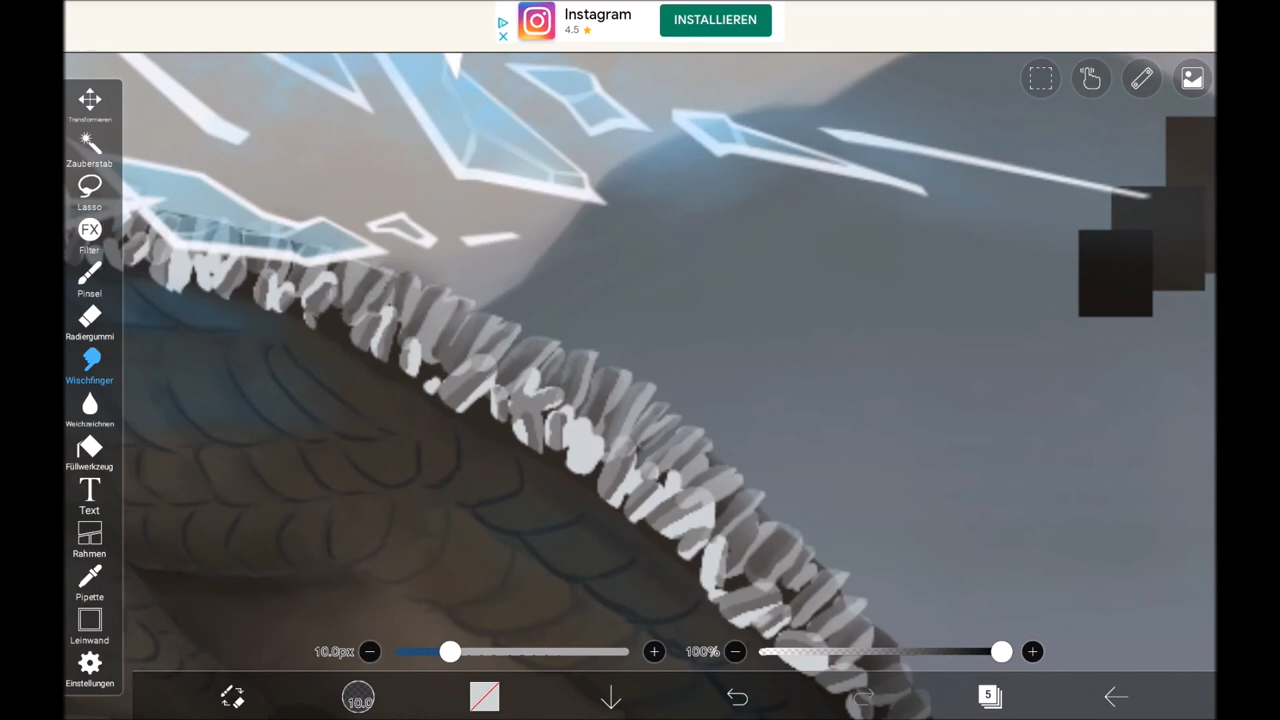 Instagram
4.5
INSTALLIEREN
Transformieren
Zauberstab
Lasso
FX
Filter
Pinsel
Radiergummi
Wischfinger
Weichzeichnen
Füllwerkzeug
T
Text
Rahmen
Pipette
Leinwand
Einstellungen
10.0px
100%
10.0
5